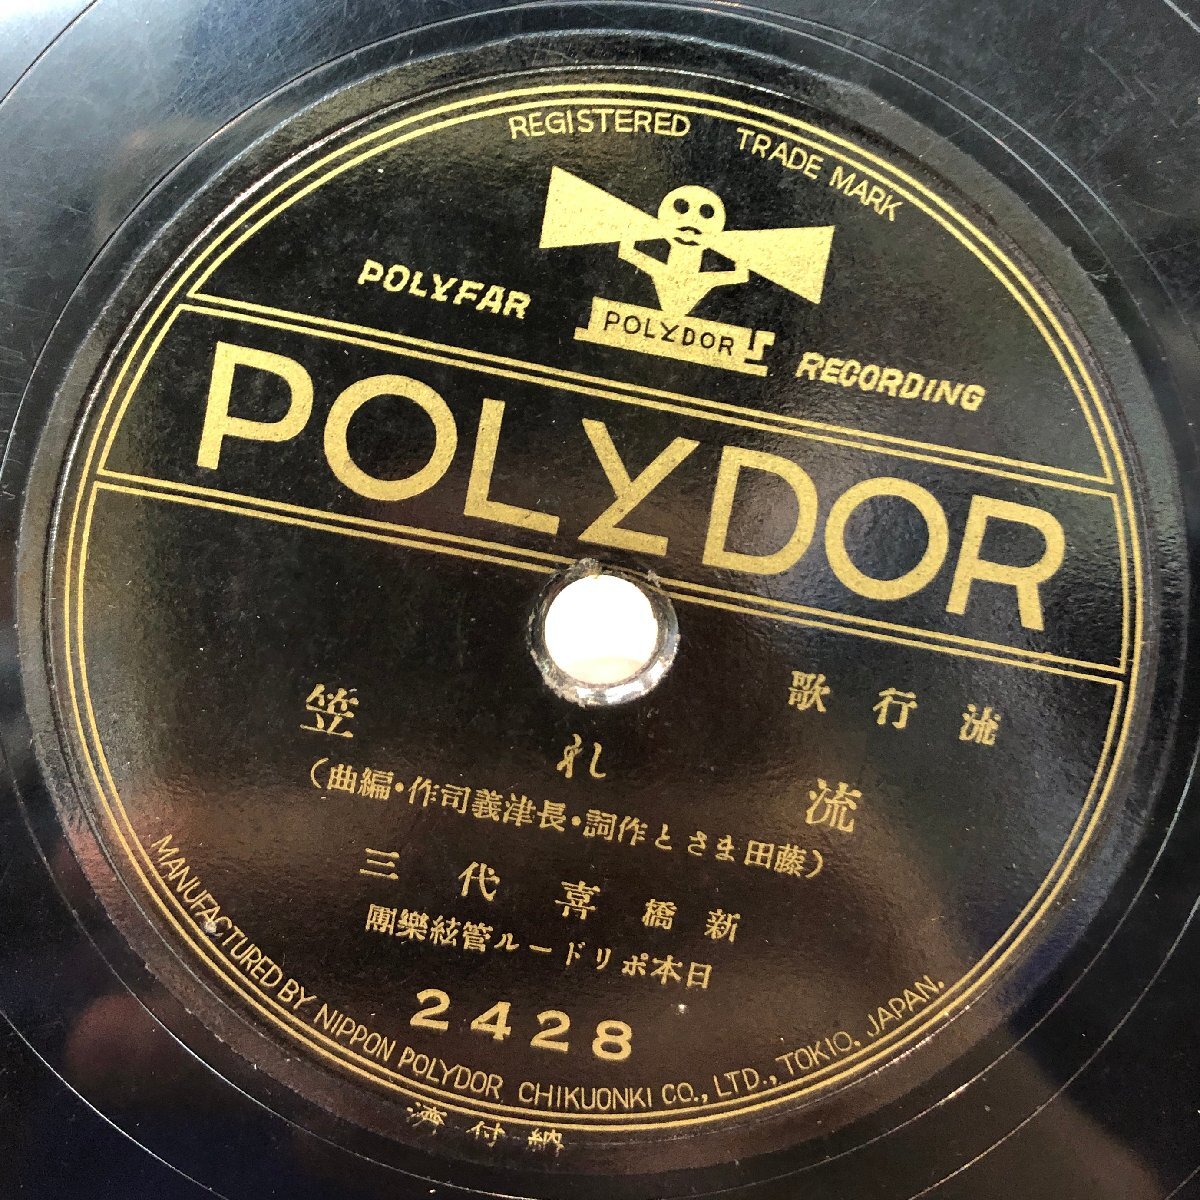 REGISTERED TRADE MARK
POLYFAR RECORDING
POLYDOR
POLYDOR
流行歌
流れ笠
(藤田まさと作詞・長津義司作・編曲)
新橋喜代三
日本ポリドール管絃樂團
2428
MANUFACTURED BY NIPPON POLYDOR CHIKUONKI CO., LTD., TOKIO, JAPAN.
納付濟